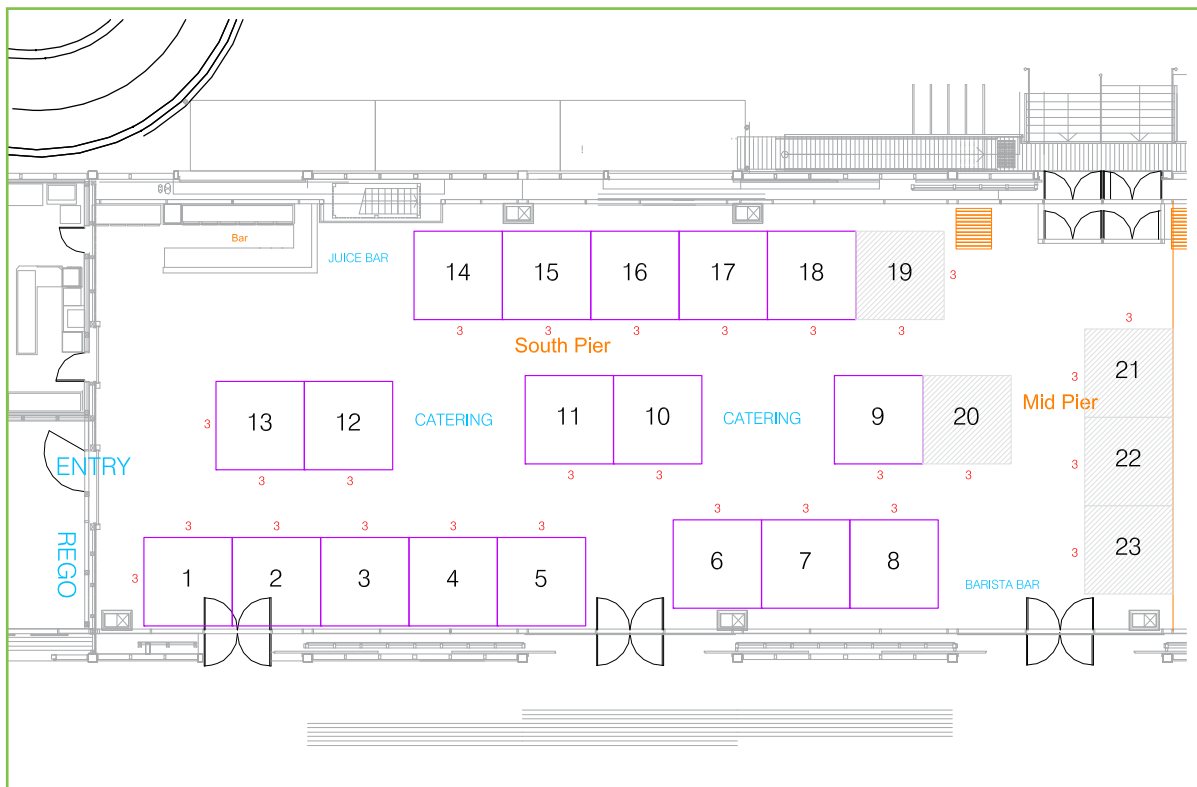 Bar
JUICE BAR
14 15 16 17 18 19 3
3 3 3 3 3 3
South Pier
3
21
3
13 12 CATERING 11 10 CATERING 9 20 Mid Pier
3
3 3 3 3 3 3
ENTRY
22
3
3 3 3 3 3 3 3 3
REGO
1 2 3 4 5 6 7 8 23
3 3
BARISTA BAR